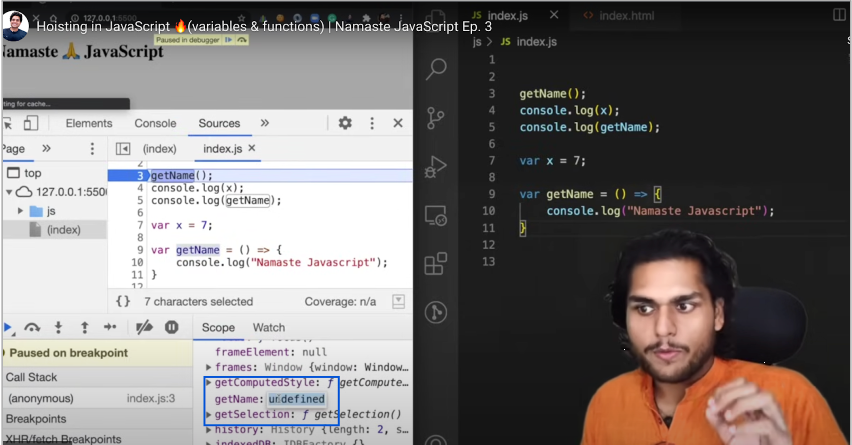 127.0.0.1:5500
Hoisting in JavaScript 🔥(variables & functions) | Namaste JavaScript Ep. 3
Paused in debugger
Namaste 🙏 JavaScript
ting for cache...
Elements Console Sources »
Page » (index) index.js ×
top
127.0.0.1:5500
js
(index)
2
3 getName();
4 console.log(x);
5 console.log(getName);
6
7 var x = 7;
8
9 var getName = () => {
10 console.log("Namaste Javascript");
11 }
12
{} 7 characters selected Coverage: n/a
Scope Watch
Paused on breakpoint
Call Stack
(anonymous) index.js:3
Breakpoints
XHR/fetch Breakpoints
frameElement: null
frames: Window {window: Window…
getComputedStyle: ƒ getCompute…
getName: undefined
getSelection: ƒ getSelection()
history: History {length: 2, s…
indexedDB: IDBFactory {}
JS index.js × <> index.html
js > JS index.js
1
2
3 getName();
4 console.log(x);
5 console.log(getName);
6
7 var x = 7;
8
9 var getName = () => {
10 console.log("Namaste Javascript");
11 }
12
13